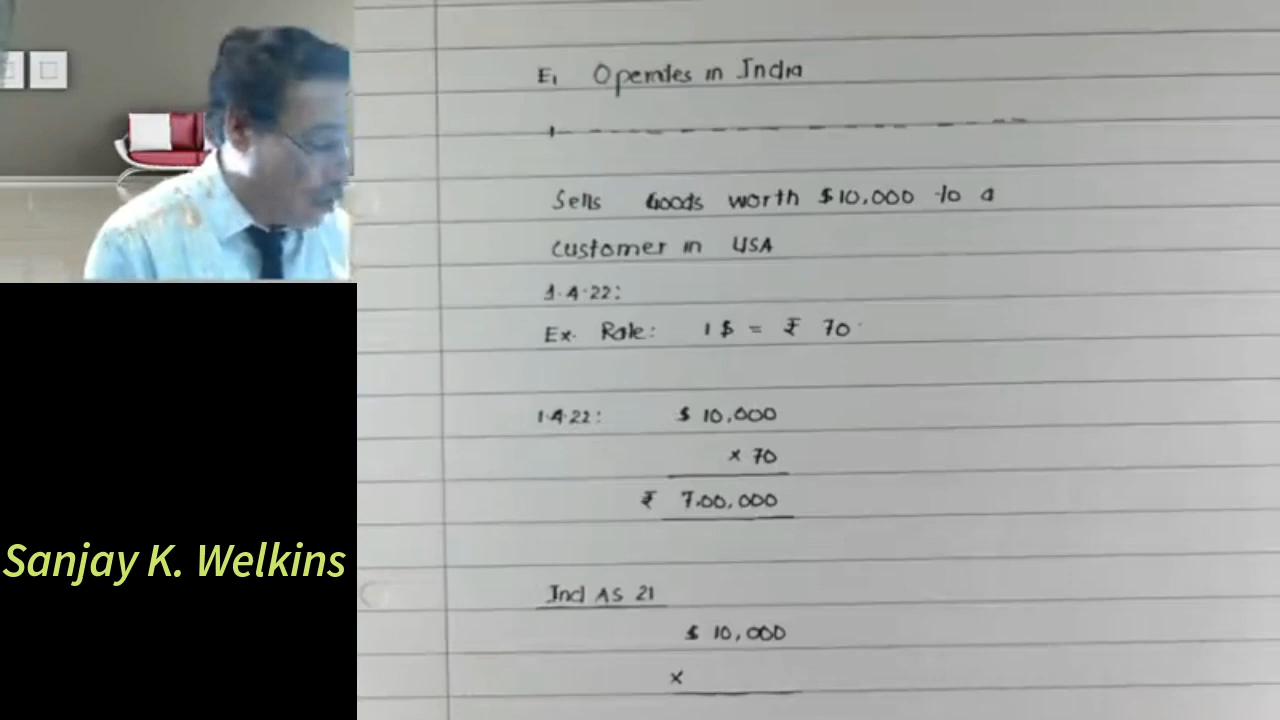 E1 Operates in India
Sells Goods worth $10,000 to a
customer in USA
1.4.22:
Ex. Rate: 1 $ = ₹ 70
1.4.22: $ 10,000
x 70
₹ 7,00,000
Ind AS 21
$ 10,000
x
Sanjay K. Welkins